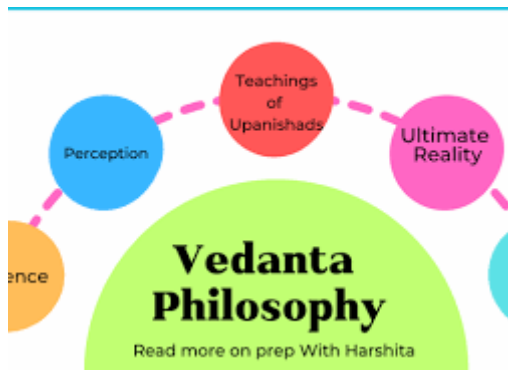 Teachings
of
Upanishads
Perception
Ultimate
Reality
ence
Vedanta
Philosophy
Read more on prep With Harshita